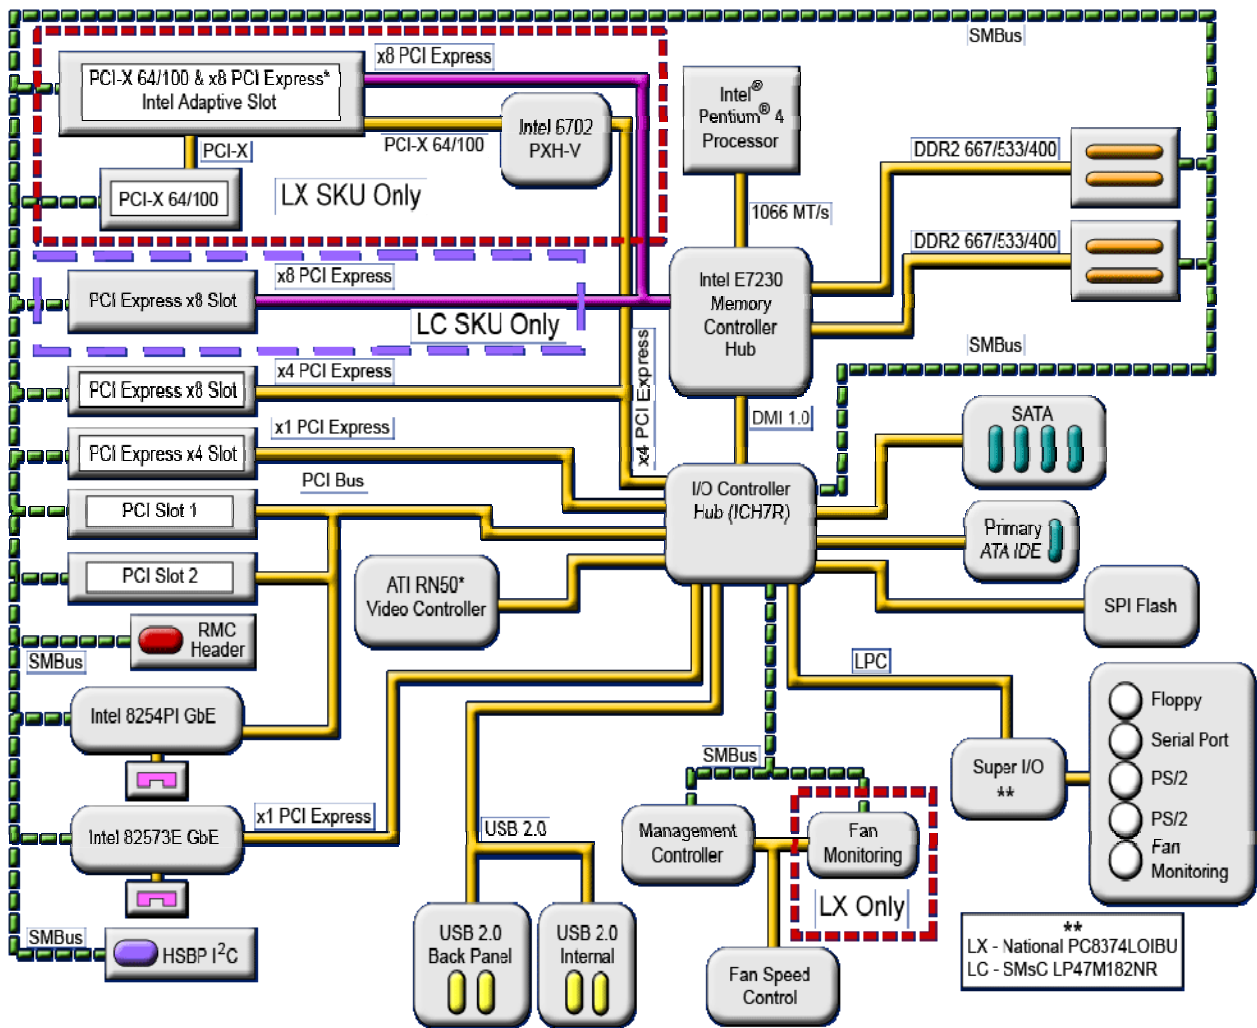 SMBus
x8 PCI Express
PCI-X 64/100 & x8 PCI Express*
Intel Adaptive Slot
PCI-X
PCI-X 64/100
PCI-X 64/100
Intel 6702
PXH-V
LX SKU Only
Intel®
Pentium® 4
Processor
1066 MT/s
DDR2 667/533/400
DDR2 667/533/400
x8 PCI Express
PCI Express x8 Slot
LC SKU Only
Intel E7230
Memory
Controller
Hub
SMBus
x4 PCI Express
PCI Express x8 Slot
x4 PCI Express
DMI 1.0
x1 PCI Express
PCI Express x4 Slot
PCI Bus
PCI Slot 1
PCI Slot 2
I/O Controller
Hub (ICH7R)
SATA
Primary
ATA IDE
SPI Flash
ATI RN50*
Video Controller
RMC
Header
SMBus
Intel 8254PI GbE
Intel 82573E GbE
x1 PCI Express
SMBus
HSBP I²C
USB 2.0
USB 2.0
Back Panel
USB 2.0
Internal
SMBus
Management
Controller
Fan
Monitoring
LX Only
Fan Speed
Control
LPC
Super I/O
**
Floppy
Serial Port
PS/2
PS/2
Fan
Monitoring
**
LX - National PC8374LOIBU
LC - SMsC LP47M182NR